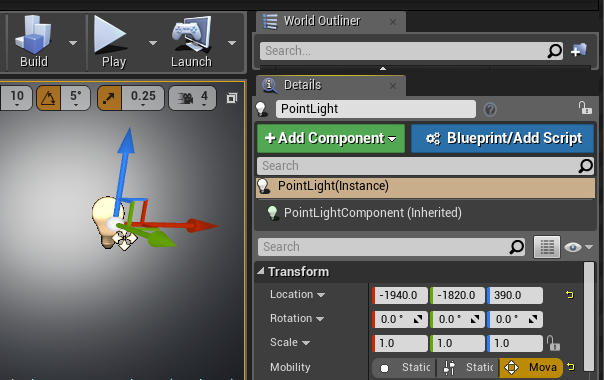 World Outliner
Build
Play
Launch
Search...
Details
10
5°
0.25
4
PointLight
+ Add Component
Blueprint/Add Script
Search
PointLight(Instance)
PointLightComponent (Inherited)
Search
Transform
Location -1940.0 -1820.0 390.0
Rotation 0.0 ° 0.0 ° 0.0 °
Scale 1.0 1.0 1.0
Mobility Static Static Mova